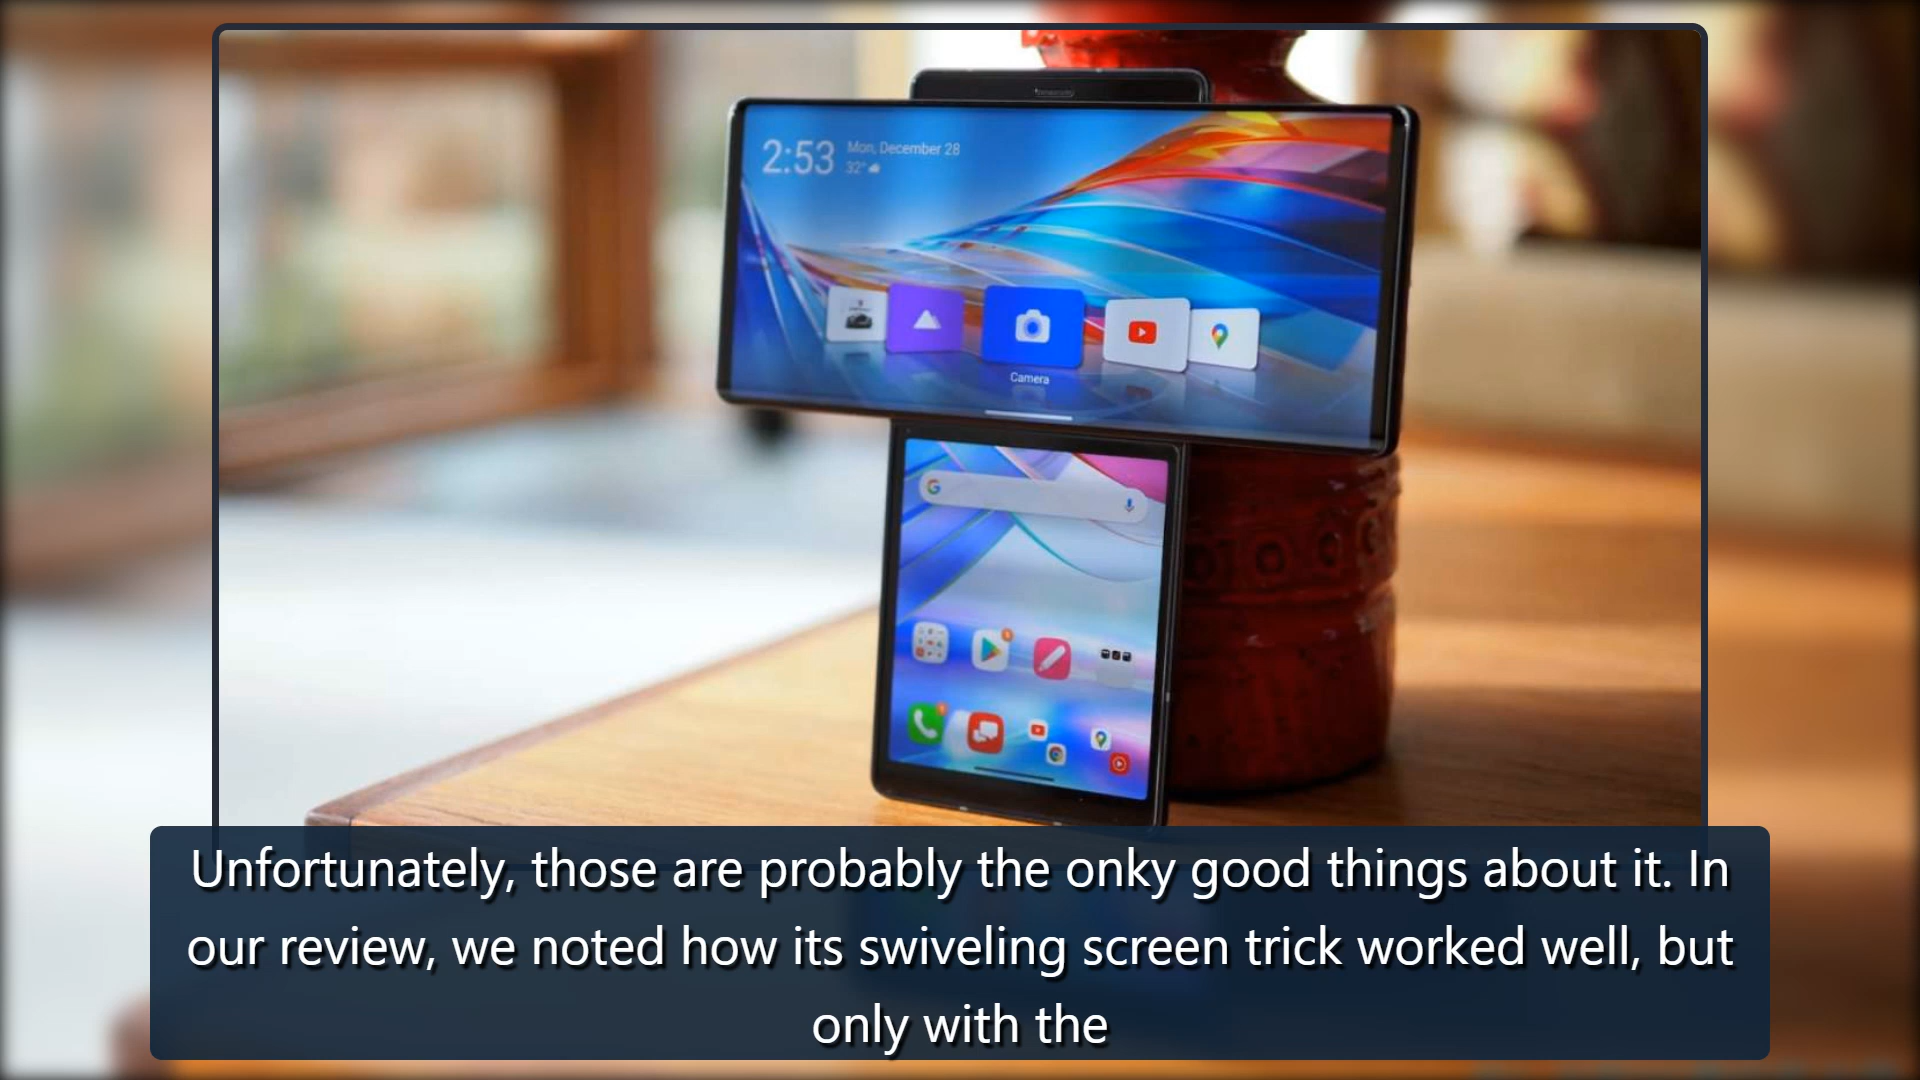 2:53
Mon, December 28
32°
Camera
G
Unfortunately, those are probably the onky good things about it. In
our review, we noted how its swiveling screen trick worked well, but
only with the